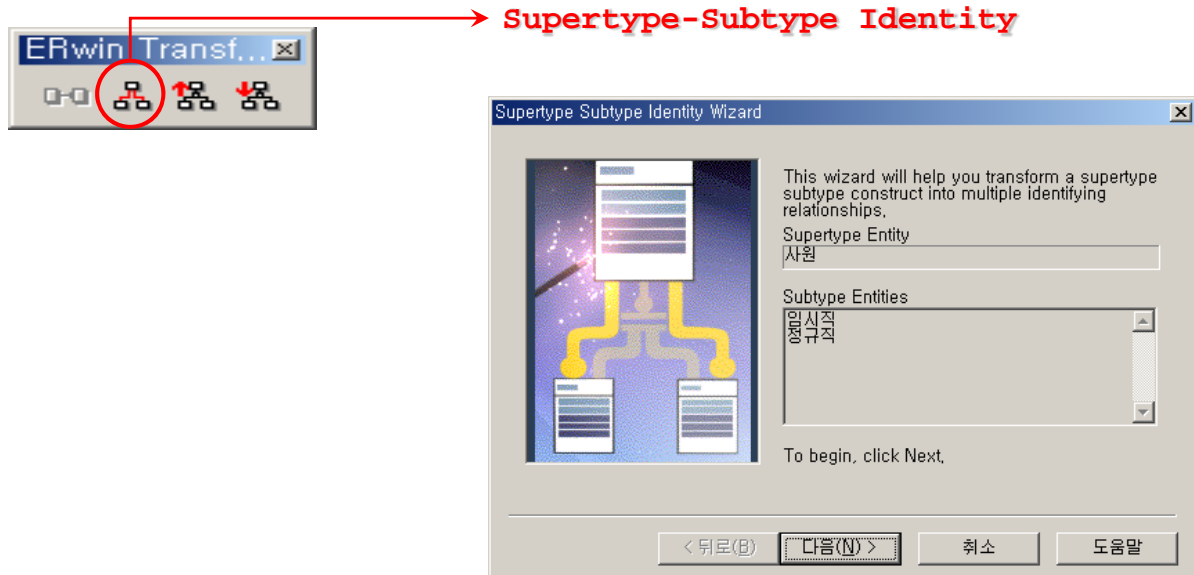 Supertype-Subtype Identity
ERwin Transf...
Supertype Subtype Identity Wizard
This wizard will help you transform a supertype
subtype construct into multiple identifying
relationships.
Supertype Entity
사원
Subtype Entities
임시직
정규직
To begin, click Next.
< 뒤로(B)
다음(N) >
취소
도움말